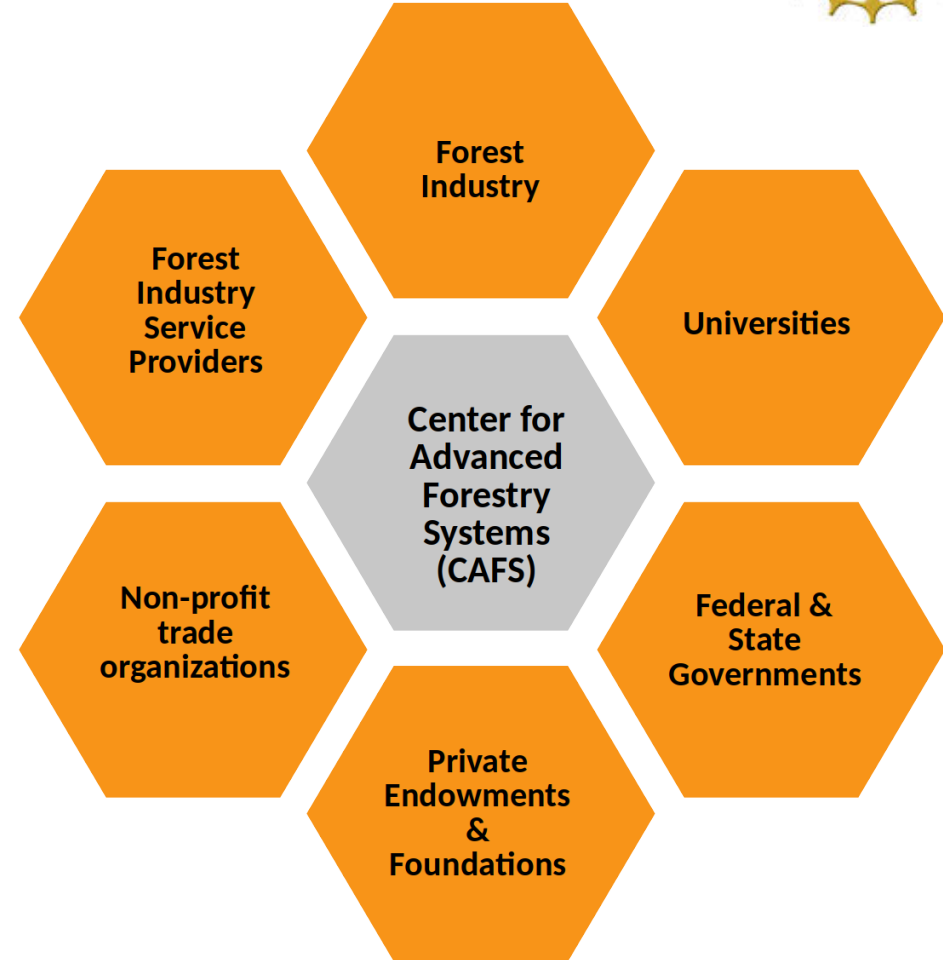 Forest
Industry
Forest
Industry
Service
Providers
Universities
Center for
Advanced
Forestry
Systems
(CAFS)
Non-profit
trade
organizations
Federal &
State
Governments
Private
Endowments
&
Foundations